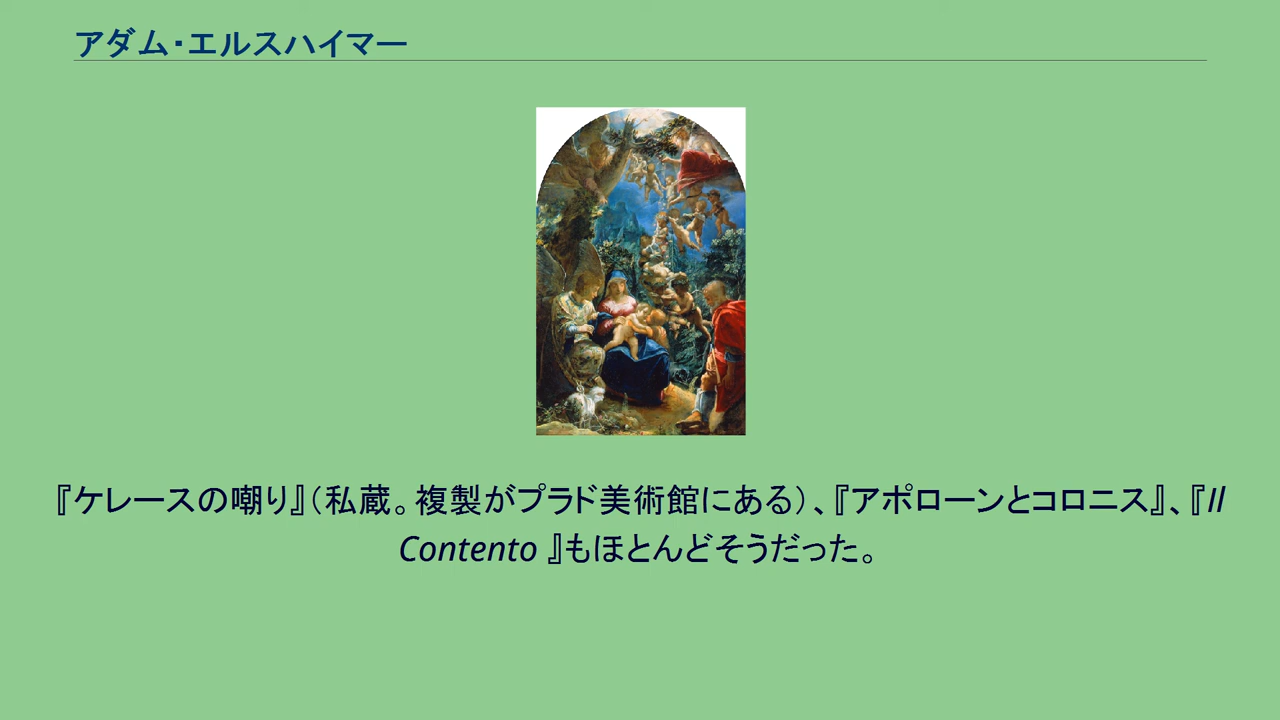 アダム・エルスハイマー
『ケレースの嘲り』（私蔵。複製がプラド美術館にある）、『アポローンとコロニス』、『Il
Contento 』もほとんどそうだった。